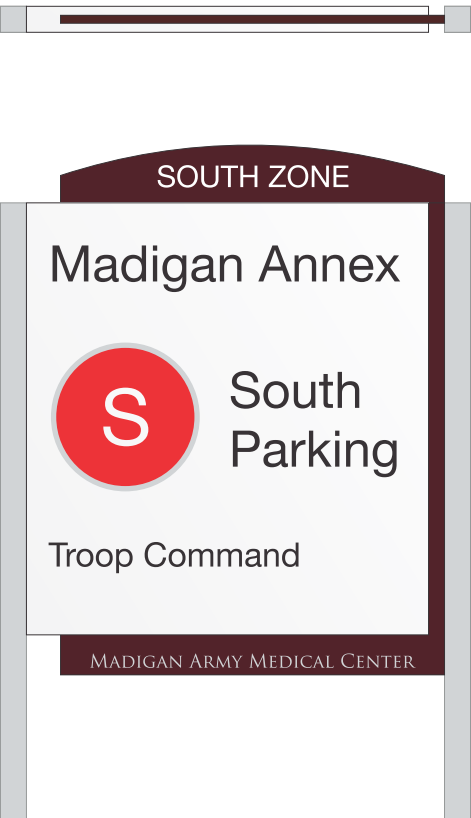 SOUTH ZONE
Madigan Annex
S
South
Parking
Troop Command
Madigan Army Medical Center